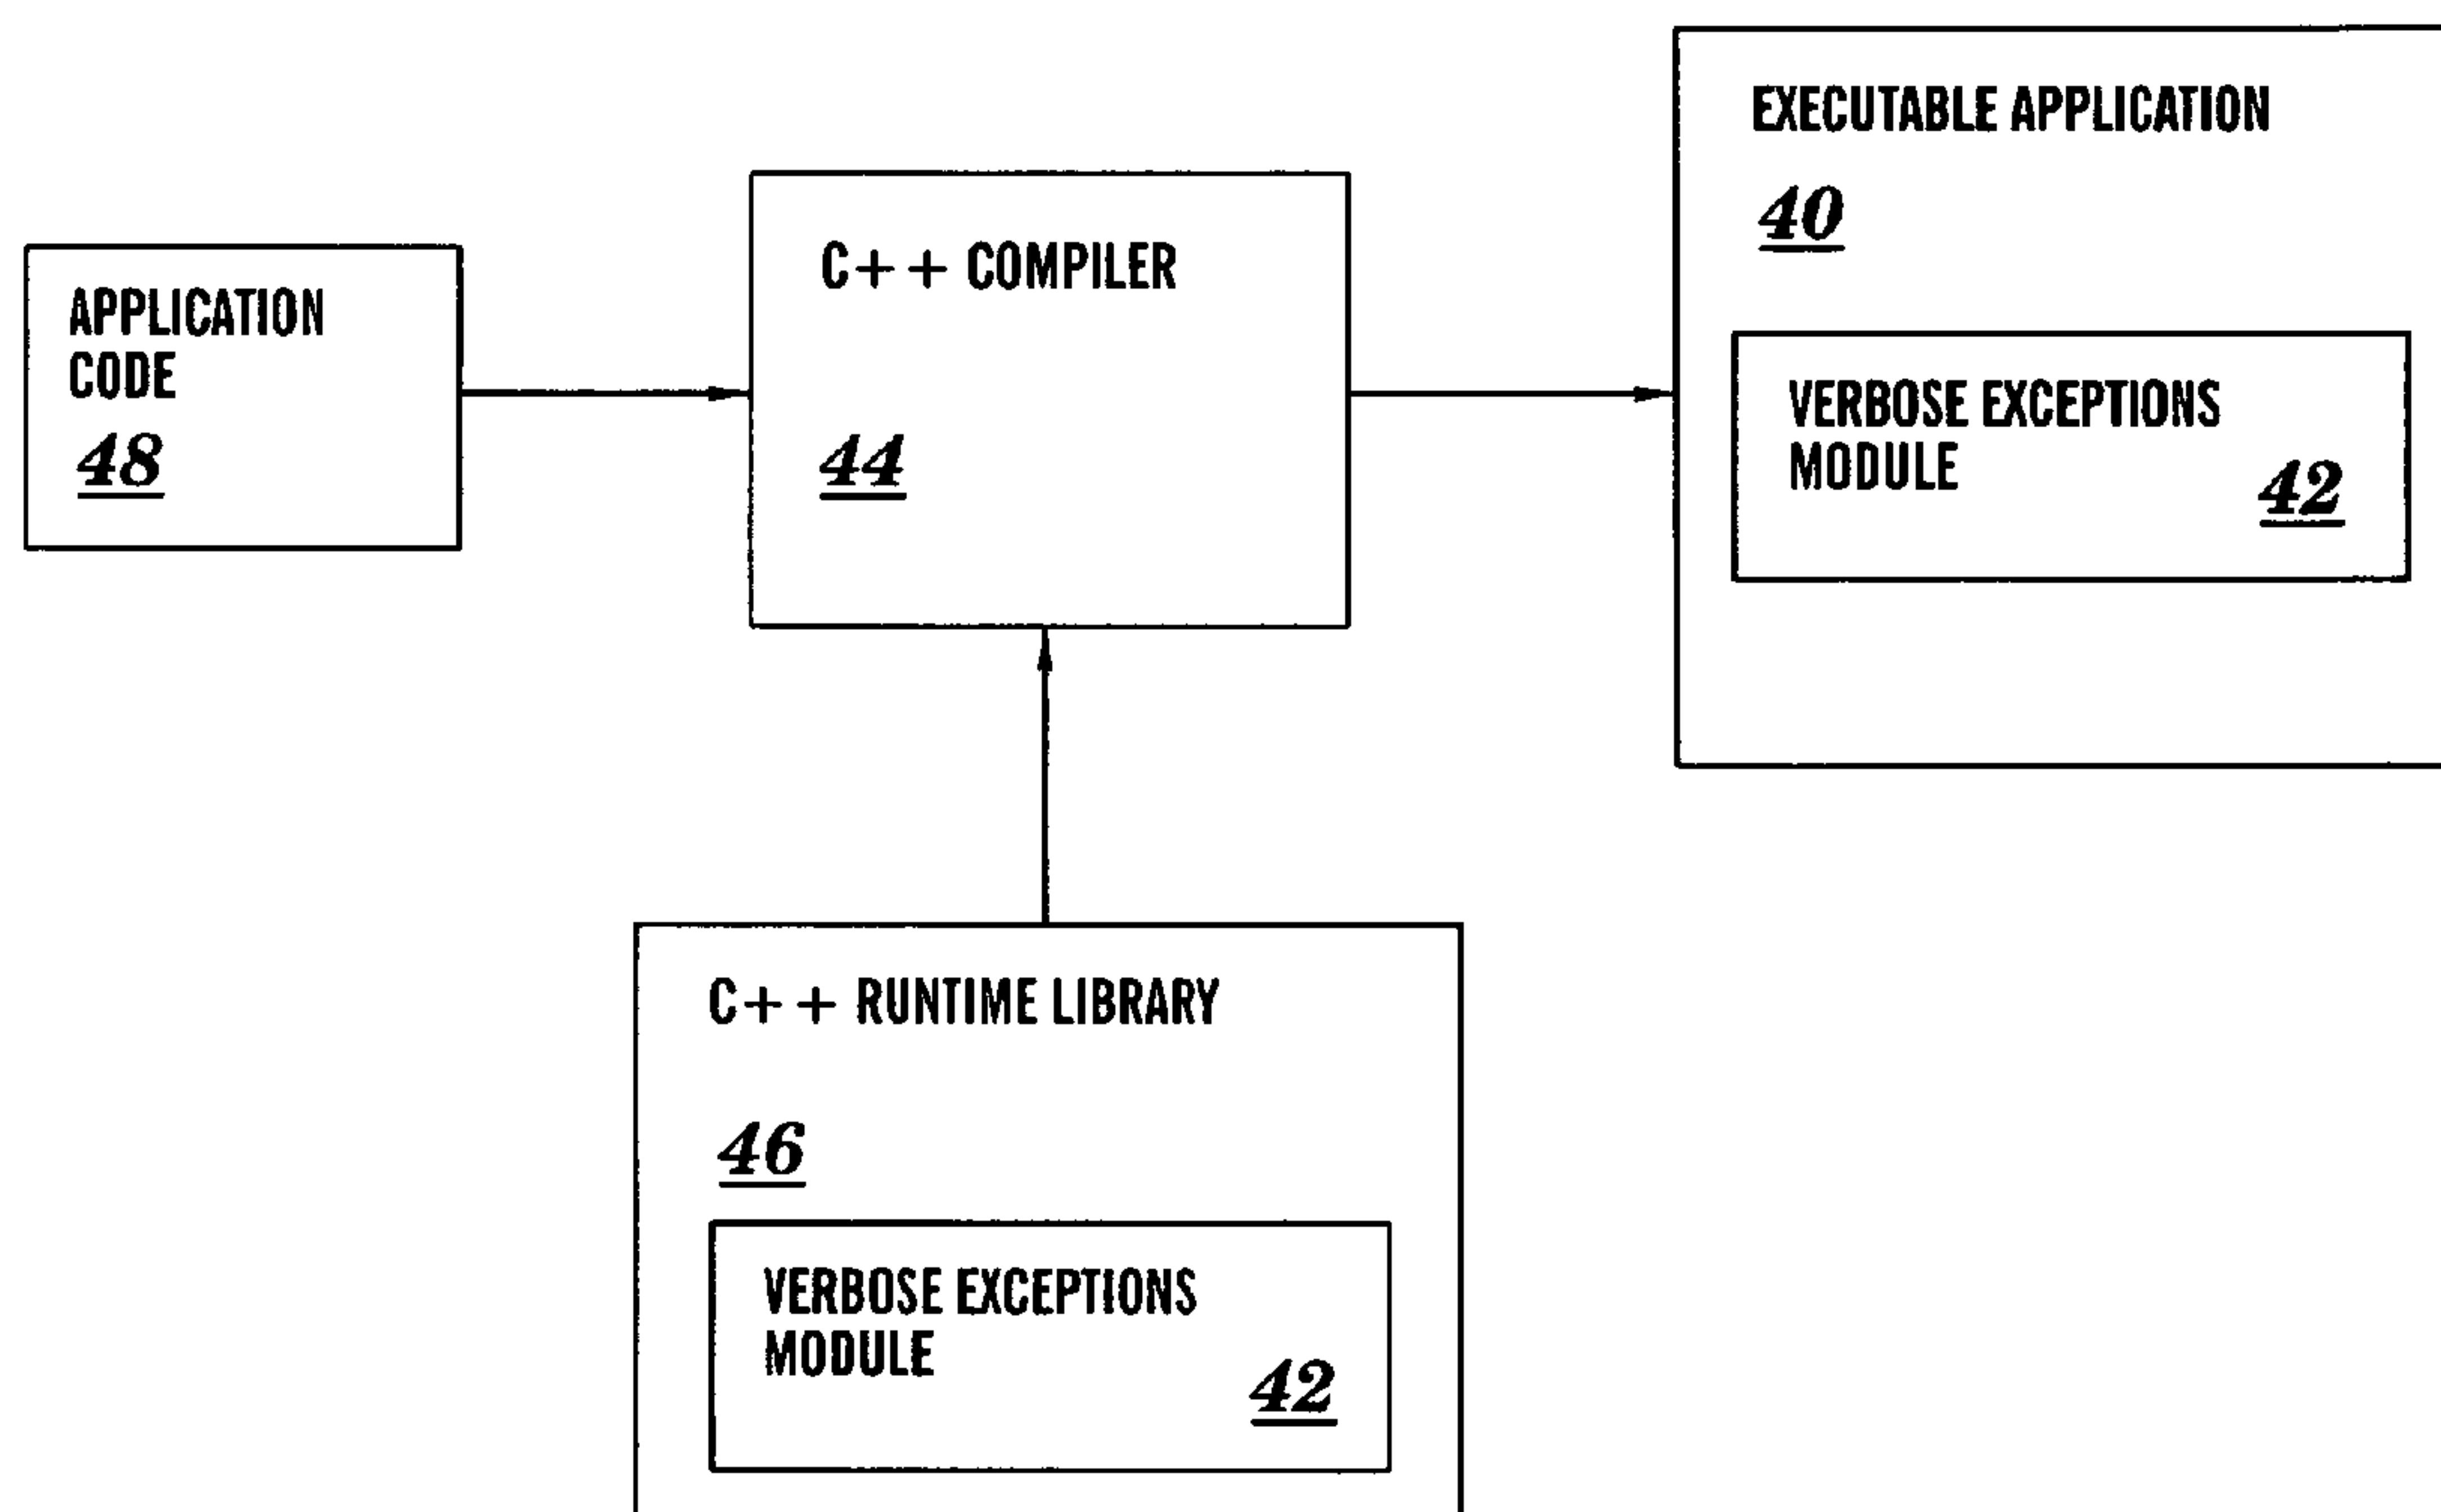 APPLICATION
CODE
48
C++ COMPILER
44
EXECUTABLE APPLICATION
40
VERBOSE EXCEPTIONS
MODULE
42
C++ RUNTIME LIBRARY
46
VERBOSE EXCEPTIONS
MODULE
42